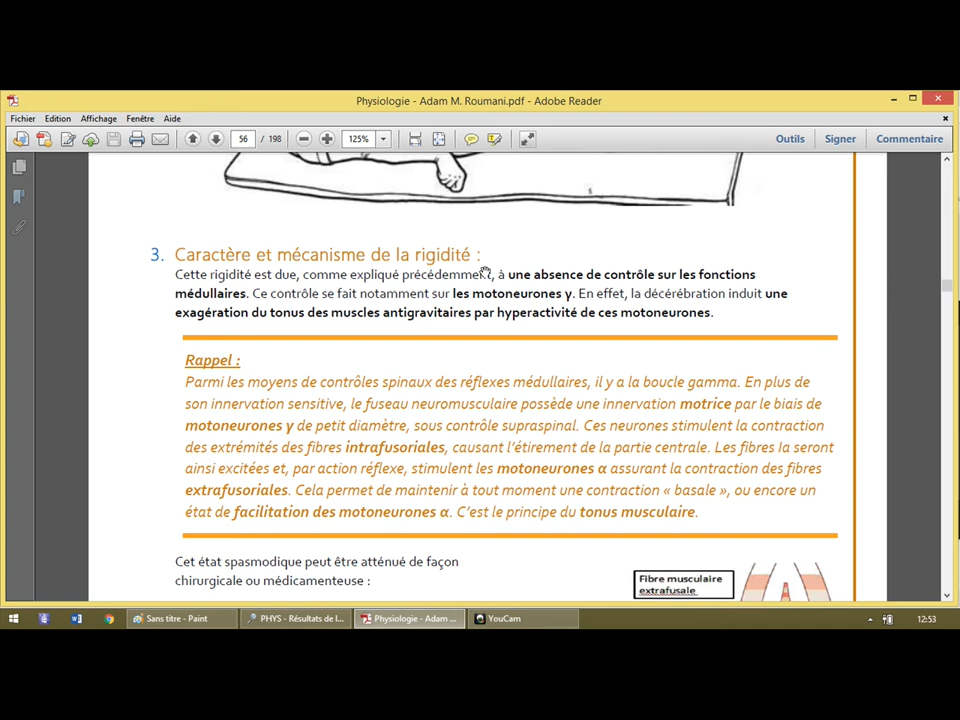 Physiologie - Adam M. Roumani.pdf - Adobe Reader
Fichier Edition Affichage Fenêtre Aide
56 / 198 125% Outils Signer Commentaire
3. Caractère et mécanisme de la rigidité :
Cette rigidité est due, comme expliqué précédemment, à une absence de contrôle sur les fonctions
médullaires. Ce contrôle se fait notamment sur les motoneurones γ. En effet, la décérébration induit une
exagération du tonus des muscles antigravitaires par hyperactivité de ces motoneurones.
Rappel :
Parmi les moyens de contrôles spinaux des réflexes médullaires, il y a la boucle gamma. En plus de
son innervation sensitive, le fuseau neuromusculaire possède une innervation motrice par le biais de
motoneurones γ de petit diamètre, sous contrôle supraspinal. Ces neurones stimulent la contraction
des extrémités des fibres intrafusoriales, causant l'étirement de la partie centrale. Les fibres Ia seront
ainsi excitées et, par action réflexe, stimulent les motoneurones α assurant la contraction des fibres
extrafusoriales. Cela permet de maintenir à tout moment une contraction « basale », ou encore un
état de facilitation des motoneurones α. C'est le principe du tonus musculaire.
Cet état spasmodique peut être atténué de façon
chirurgicale ou médicamenteuse :
Fibre musculaire
extrafusale
Sans titre - Paint PHYS - Résultats de l... Physiologie - Adam ... YouCam 12:53